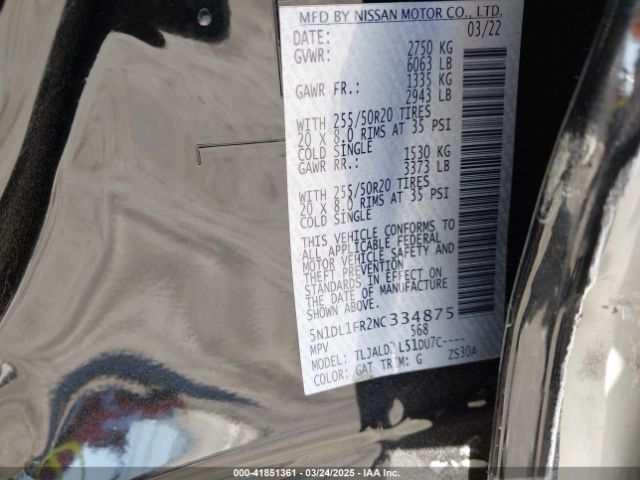 MFD BY NISSAN MOTOR CO., LTD.
DATE: 03/22
GVWR: 2750 KG
6063 LB
GAWR FR.: 1335 KG
2943 LB
WITH 255/50R20 TIRES
20 X 8.0 RIMS AT 35 PSI
COLD SINGLE
GAWR RR.: 1530 KG
3373 LB
WITH 255/50R20 TIRES
20 X 8.0 RIMS AT 35 PSI
COLD SINGLE
THIS VEHICLE CONFORMS TO
ALL APPLICABLE FEDERAL
MOTOR VEHICLE SAFETY AND
THEFT PREVENTION
STANDARDS IN EFFECT ON
THE DATE OF MANUFACTURE
SHOWN ABOVE.
5N1DL1FR2NC334875
MPV 568
L51DU7C----
COLOR: GAT TRIM: G ZS30A
000-41851361 | 03/24/2025 | IAA Inc.